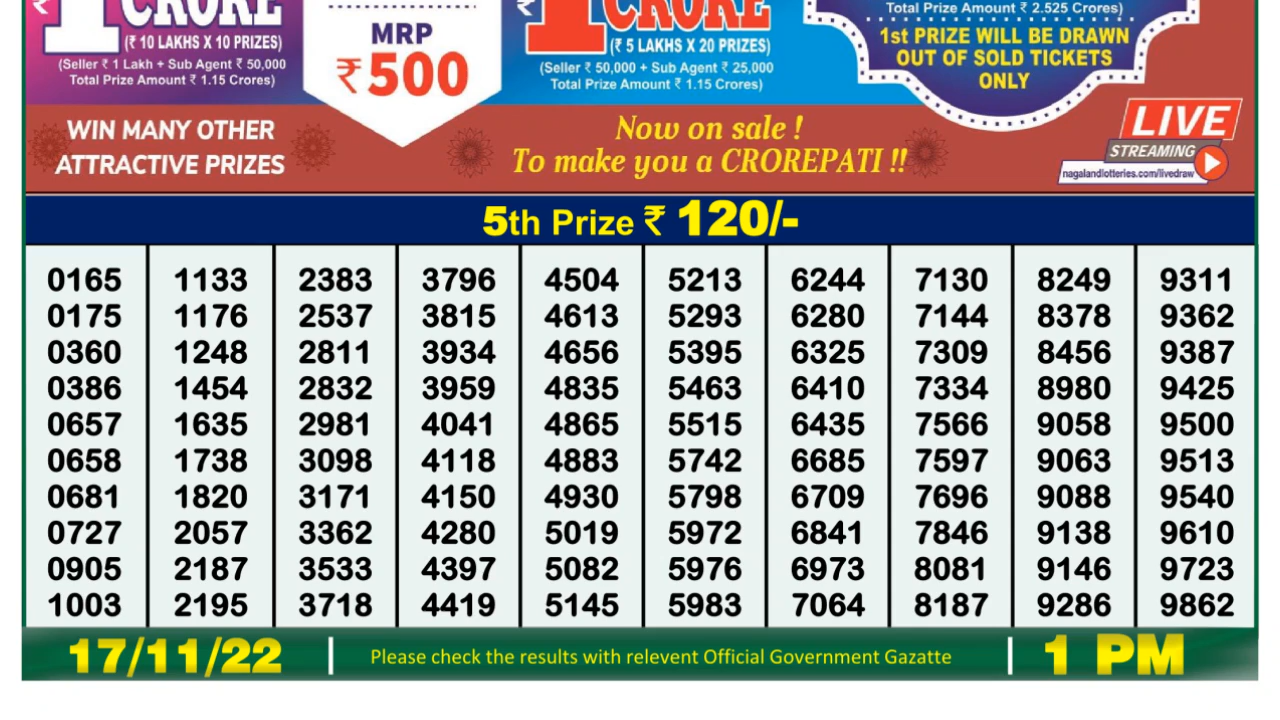 ₹ 1 CRORE
(₹ 10 LAKHS X 10 PRIZES)
(Seller ₹ 1 Lakh + Sub Agent ₹ 50,000
Total Prize Amount ₹ 1.15 Crores)
MRP
₹500
₹ 1 CRORE
(₹ 5 LAKHS X 20 PRIZES)
(Seller ₹ 50,000 + Sub Agent ₹ 25,000
Total Prize Amount ₹ 1.15 Crores)
Total Prize Amount ₹ 2.525 Crores)
1st PRIZE WILL BE DRAWN
OUT OF SOLD TICKETS
ONLY
WIN MANY OTHER
ATTRACTIVE PRIZES
Now on sale !
To make you a CROREPATI !!
LIVE
STREAMING
nagalandlotteries.com/livedraw
5th Prize ₹ 120/-
0165 1133 2383 3796 4504 5213 6244 7130 8249 9311
0175 1176 2537 3815 4613 5293 6280 7144 8378 9362
0360 1248 2811 3934 4656 5395 6325 7309 8456 9387
0386 1454 2832 3959 4835 5463 6410 7334 8980 9425
0657 1635 2981 4041 4865 5515 6435 7566 9058 9500
0658 1738 3098 4118 4883 5742 6685 7597 9063 9513
0681 1820 3171 4150 4930 5798 6709 7696 9088 9540
0727 2057 3362 4280 5019 5972 6841 7846 9138 9610
0905 2187 3533 4397 5082 5976 6973 8081 9146 9723
1003 2195 3718 4419 5145 5983 7064 8187 9286 9862
17/11/22 | Please check the results with relevent Official Government Gazatte | 1 PM